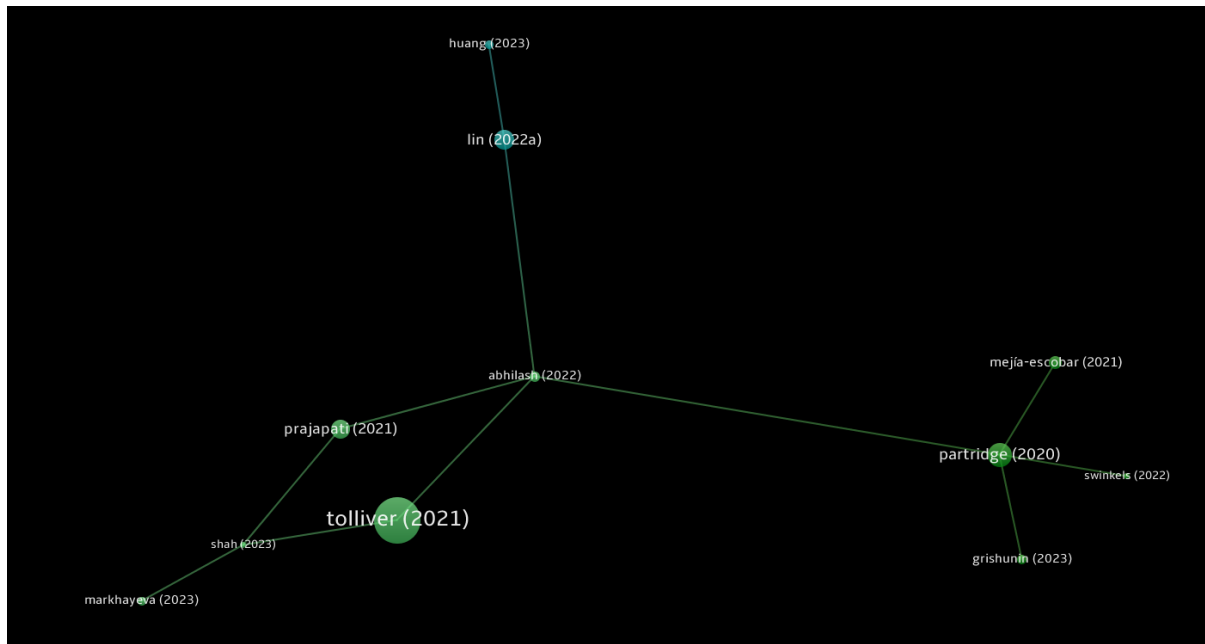 huang (2023)
lin (2022a)
mejía-escobar (2021)
abhilash (2022)
prajapati (2021)
partridge (2020)
swinkels (2022)
tolliver (2021)
shah (2023)
grishunin (2023)
markhayeva (2023)